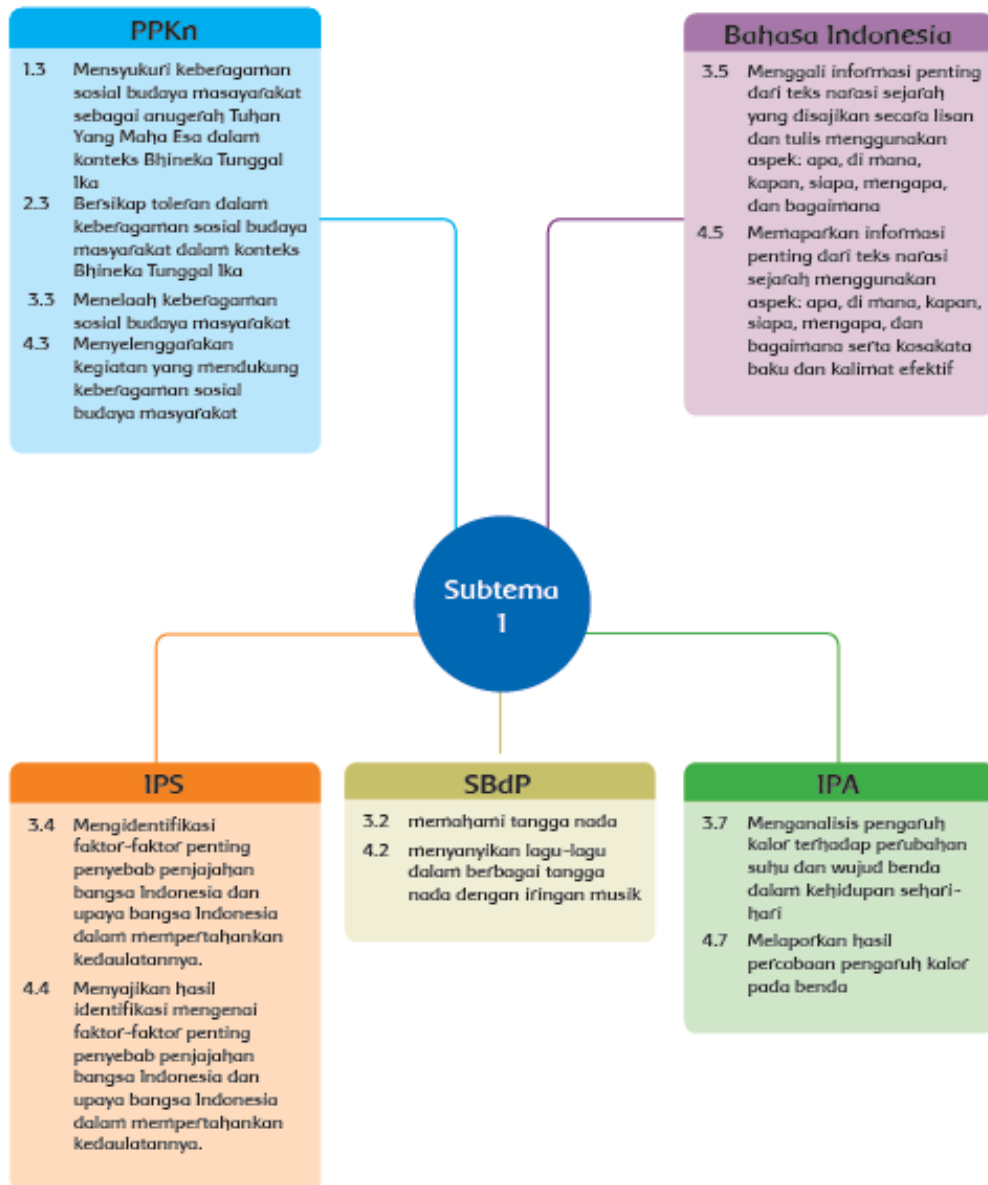 PPKn
1.3 Mensyukuri keberagaman
sosial budaya masayarakat
sebagai anugerah Tuhan
Yang Maha Esa dalam
konteks Bhineka Tunggal
Ika
2.3 Bersikap toleran dalam
keberagaman sosial budaya
masyarakat dalam konteks
Bhineka Tunggal Ika
3.3 Menelaah keberagaman
sosial budaya masyarakat
4.3 Menyelenggarakan
kegiatan yang mendukung
keberagaman sosial
budaya masyarakat
Bahasa Indonesia
3.5 Menggali informasi penting
dari teks narasi sejarah
yang disajikan secara lisan
dan tulis menggunakan
aspek: apa, di mana,
kapan, siapa, mengapa,
dan bagaimana
4.5 Memaparkan informasi
penting dari teks narasi
sejarah menggunakan
aspek: apa, di mana, kapan,
siapa, mengapa, dan
bagaimana serta kosakata
baku dan kalimat efektif
Subtema
1
IPS
3.4 Mengidentifikasi
faktor-faktor penting
penyebab penjajahan
bangsa Indonesia dan
upaya bangsa Indonesia
dalam mempertahankan
kedaulatannya.
4.4 Menyajikan hasil
identifikasi mengenai
faktor-faktor penting
penyebab penjajahan
bangsa Indonesia dan
upaya bangsa Indonesia
dalam mempertahankan
kedaulatannya.
SBdP
3.2 memahami tangga nada
4.2 menyanyikan lagu-lagu
dalam berbagai tangga
nada dengan iringan musik
IPA
3.7 Menganalisis pengaruh
kalor terhadap perubahan
suhu dan wujud benda
dalam kehidupan sehari-
hari
4.7 Melaporkan hasil
percobaan pengaruh kalor
pada benda